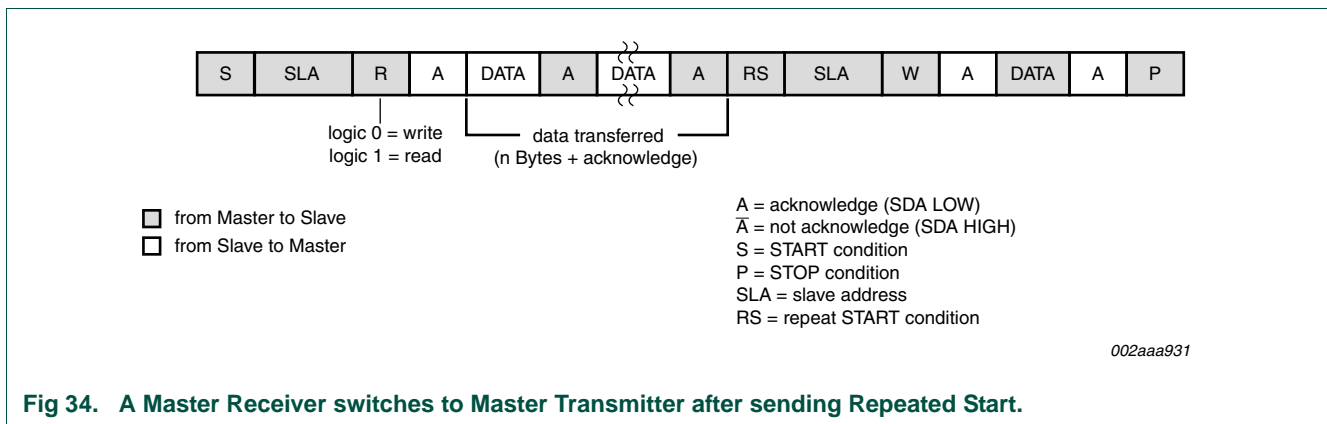 S SLA R A DATA A DATA A RS SLA W A DATA A P
logic 0 = write
logic 1 = read
data transferred
(n Bytes + acknowledge)
from Master to Slave
from Slave to Master
A = acknowledge (SDA LOW)
A̅ = not acknowledge (SDA HIGH)
S = START condition
P = STOP condition
SLA = slave address
RS = repeat START condition
002aaa931
Fig 34. A Master Receiver switches to Master Transmitter after sending Repeated Start.